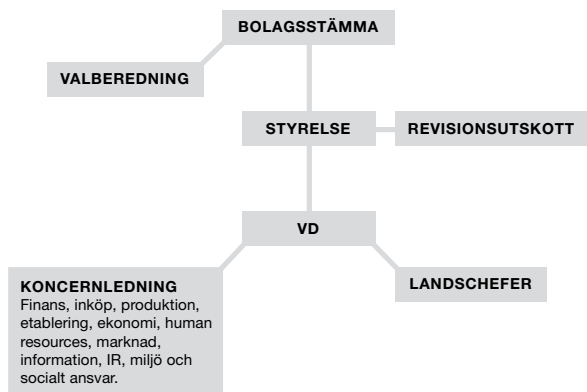 BOLAGSSTÄMMA
VALBEREDNING
STYRELSE
REVISIONSUTSKOTT
VD
KONCERNLEDNING
Finans, inköp, produktion,
etablering, ekonomi, human
resources, marknad,
information, IR, miljö och
socialt ansvar.
LANDSCHEFER